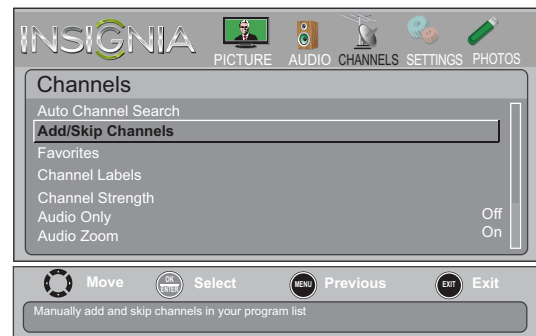 INSIGNIA
PICTURE AUDIO CHANNELS SETTINGS PHOTOS
Channels
Auto Channel Search
Add/Skip Channels
Favorites
Channel Labels
Channel Strength
Audio Only Off
Audio Zoom On
Move OK ENTER Select MENU Previous EXIT Exit
Manually add and skip channels in your program list